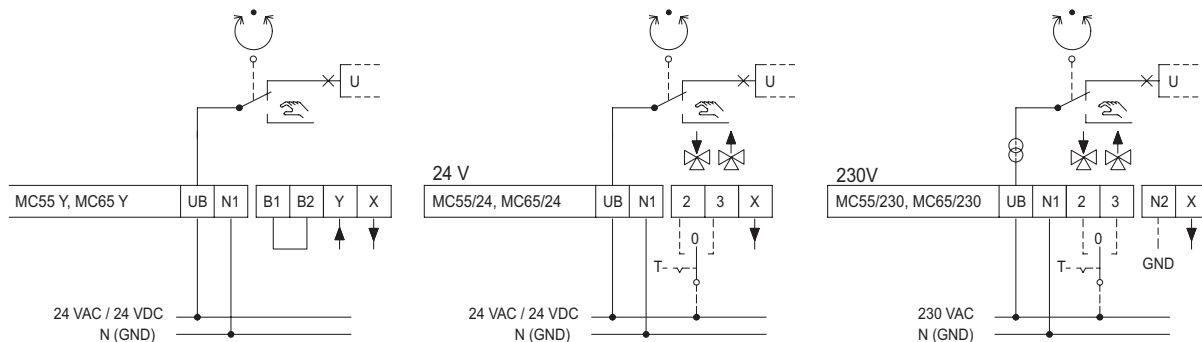 U
MC55 Y, MC65 Y UB N1 B1 B2 Y X
24 VAC / 24 VDC
N (GND)
U
24 V
MC55/24, MC65/24 UB N1 2 3 X
0
T
24 VAC / 24 VDC
N (GND)
U
230V
MC55/230, MC65/230 UB N1 2 3 N2 X
0
T
GND
230 VAC
N (GND)